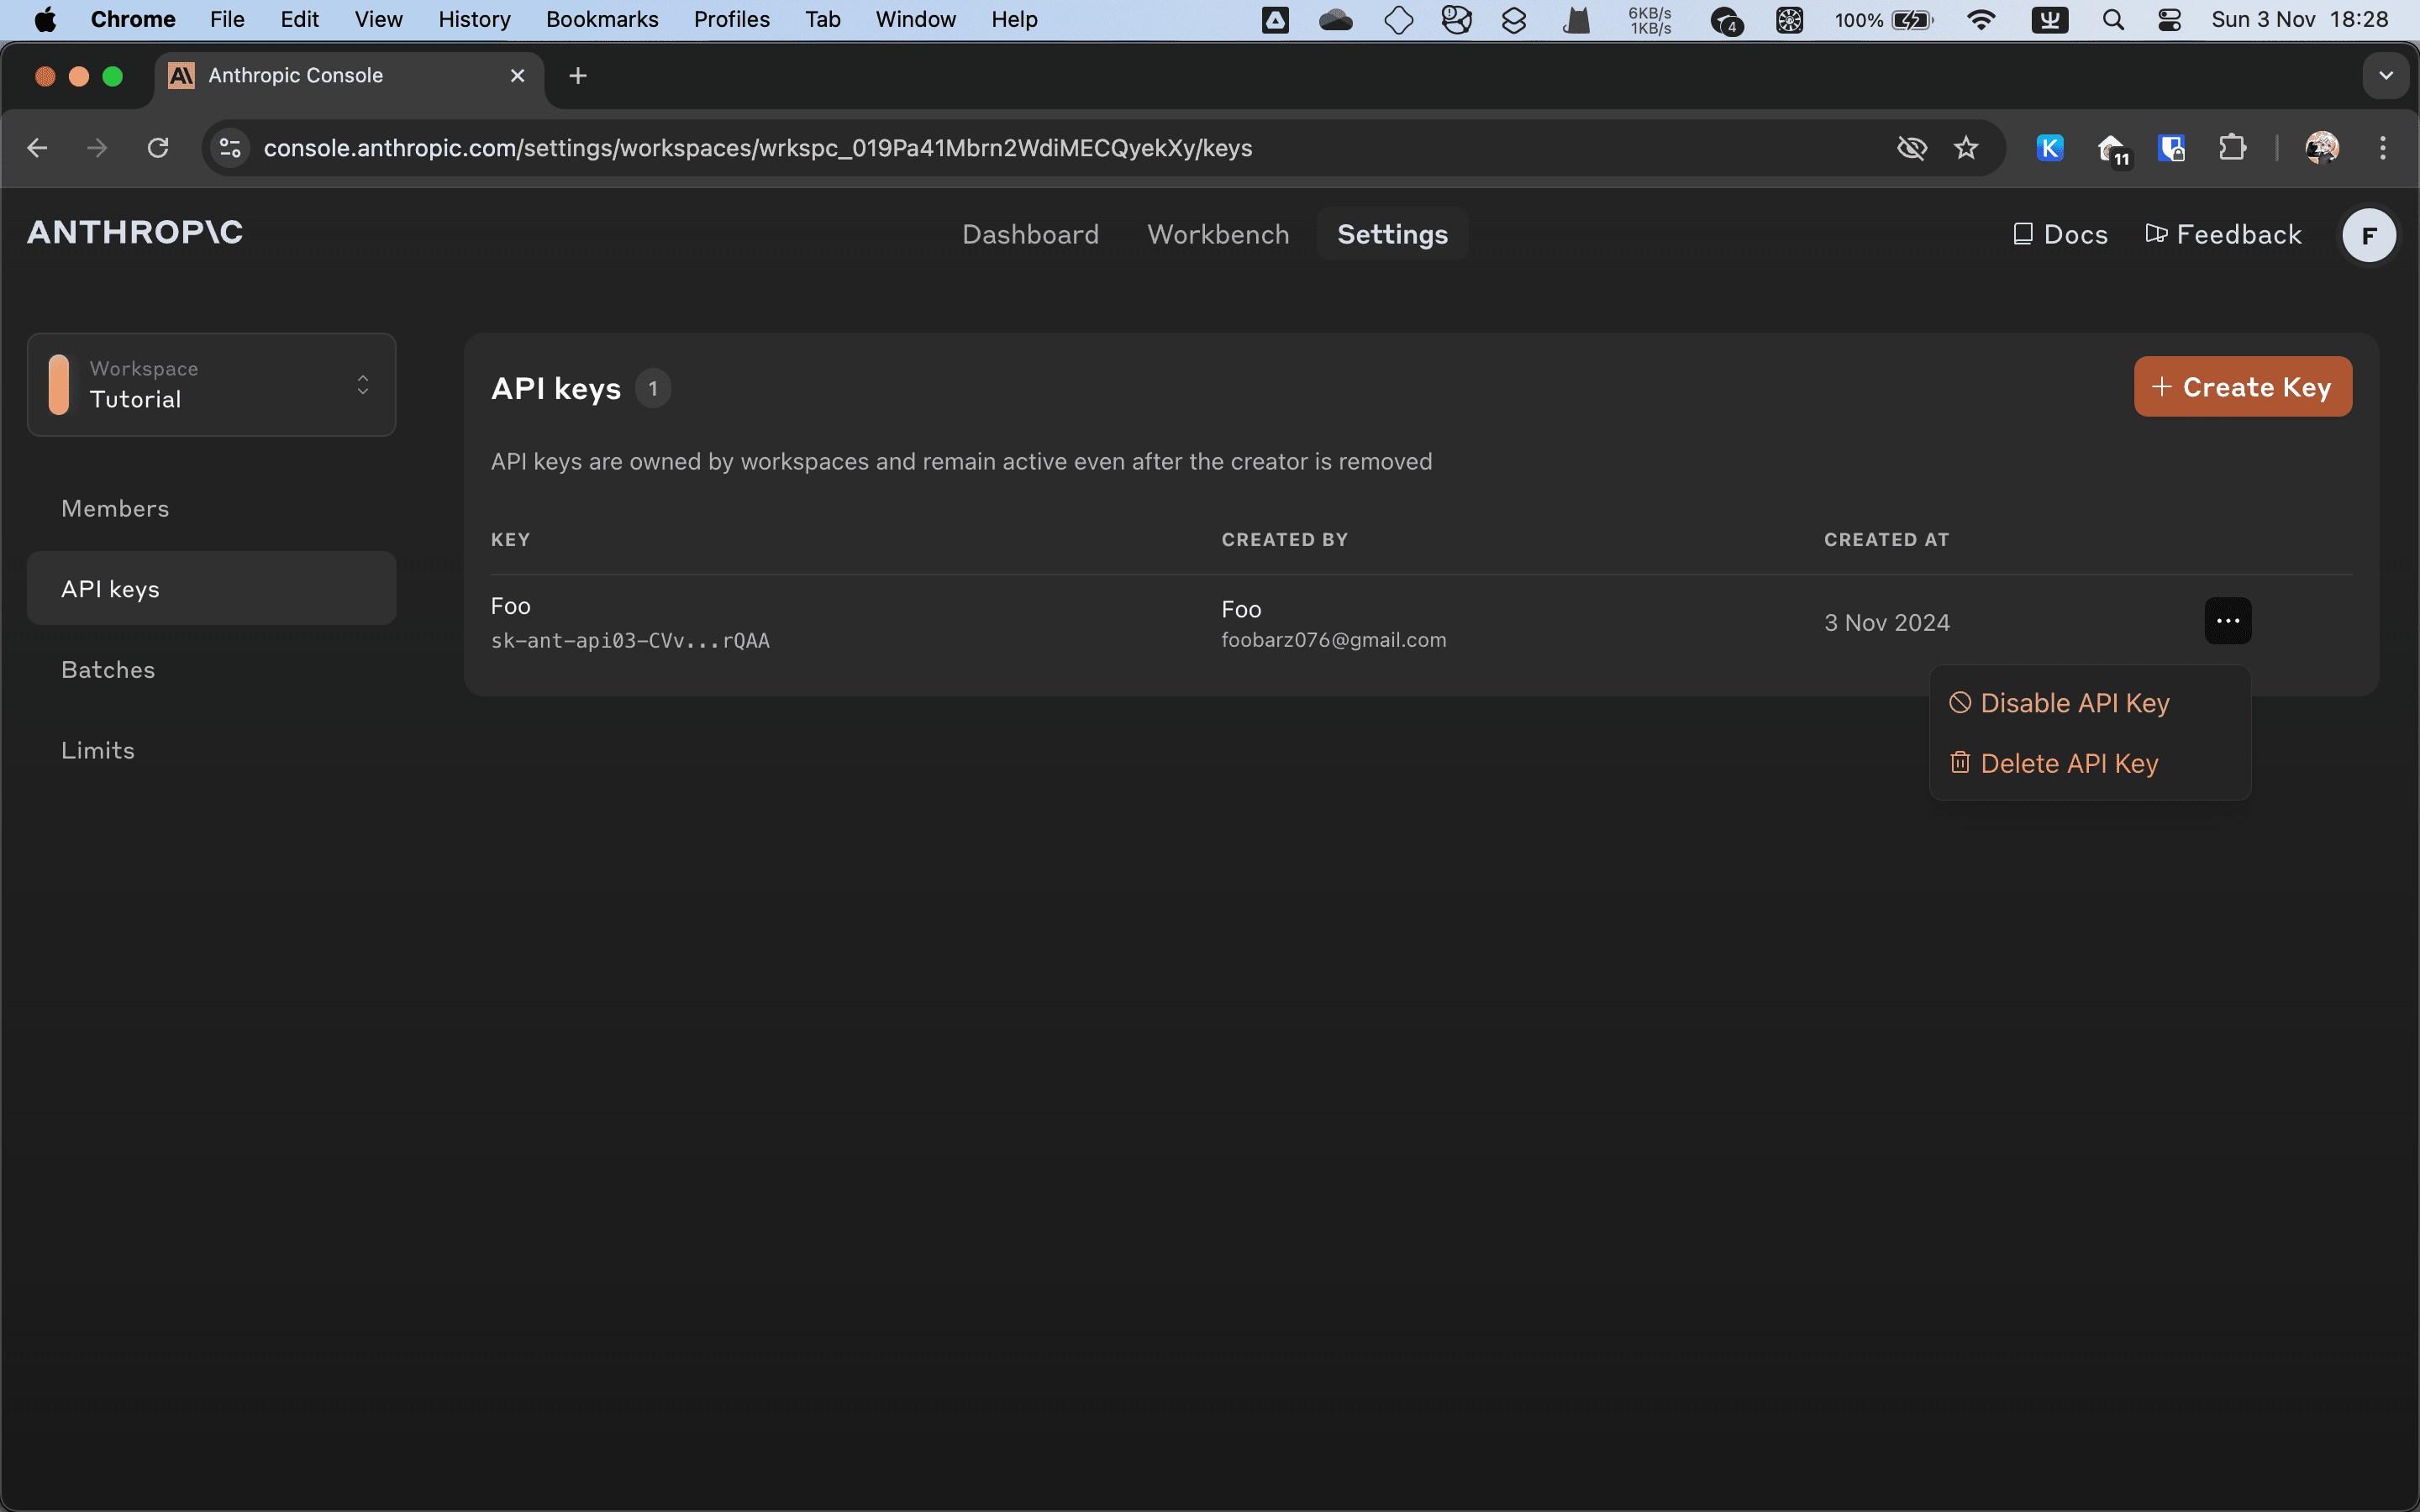 Chrome File Edit View History Bookmarks Profiles Tab Window Help 6KB/s 1KB/s 4 100% Sun 3 Nov 18:28
Anthropic Console
console.anthropic.com/settings/workspaces/wrkspc_019Pa41Mbrn2WdiMECQyekXy/keys K 11
ANTHROP\C Dashboard Workbench Settings Docs Feedback F
Workspace
Tutorial
Members
API keys
Batches
Limits
API keys 1
+ Create Key
API keys are owned by workspaces and remain active even after the creator is removed
KEY CREATED BY CREATED AT
Foo Foo 3 Nov 2024 ...
sk-ant-api03-CVv...rQAA foobarz076@gmail.com
Disable API Key
Delete API Key